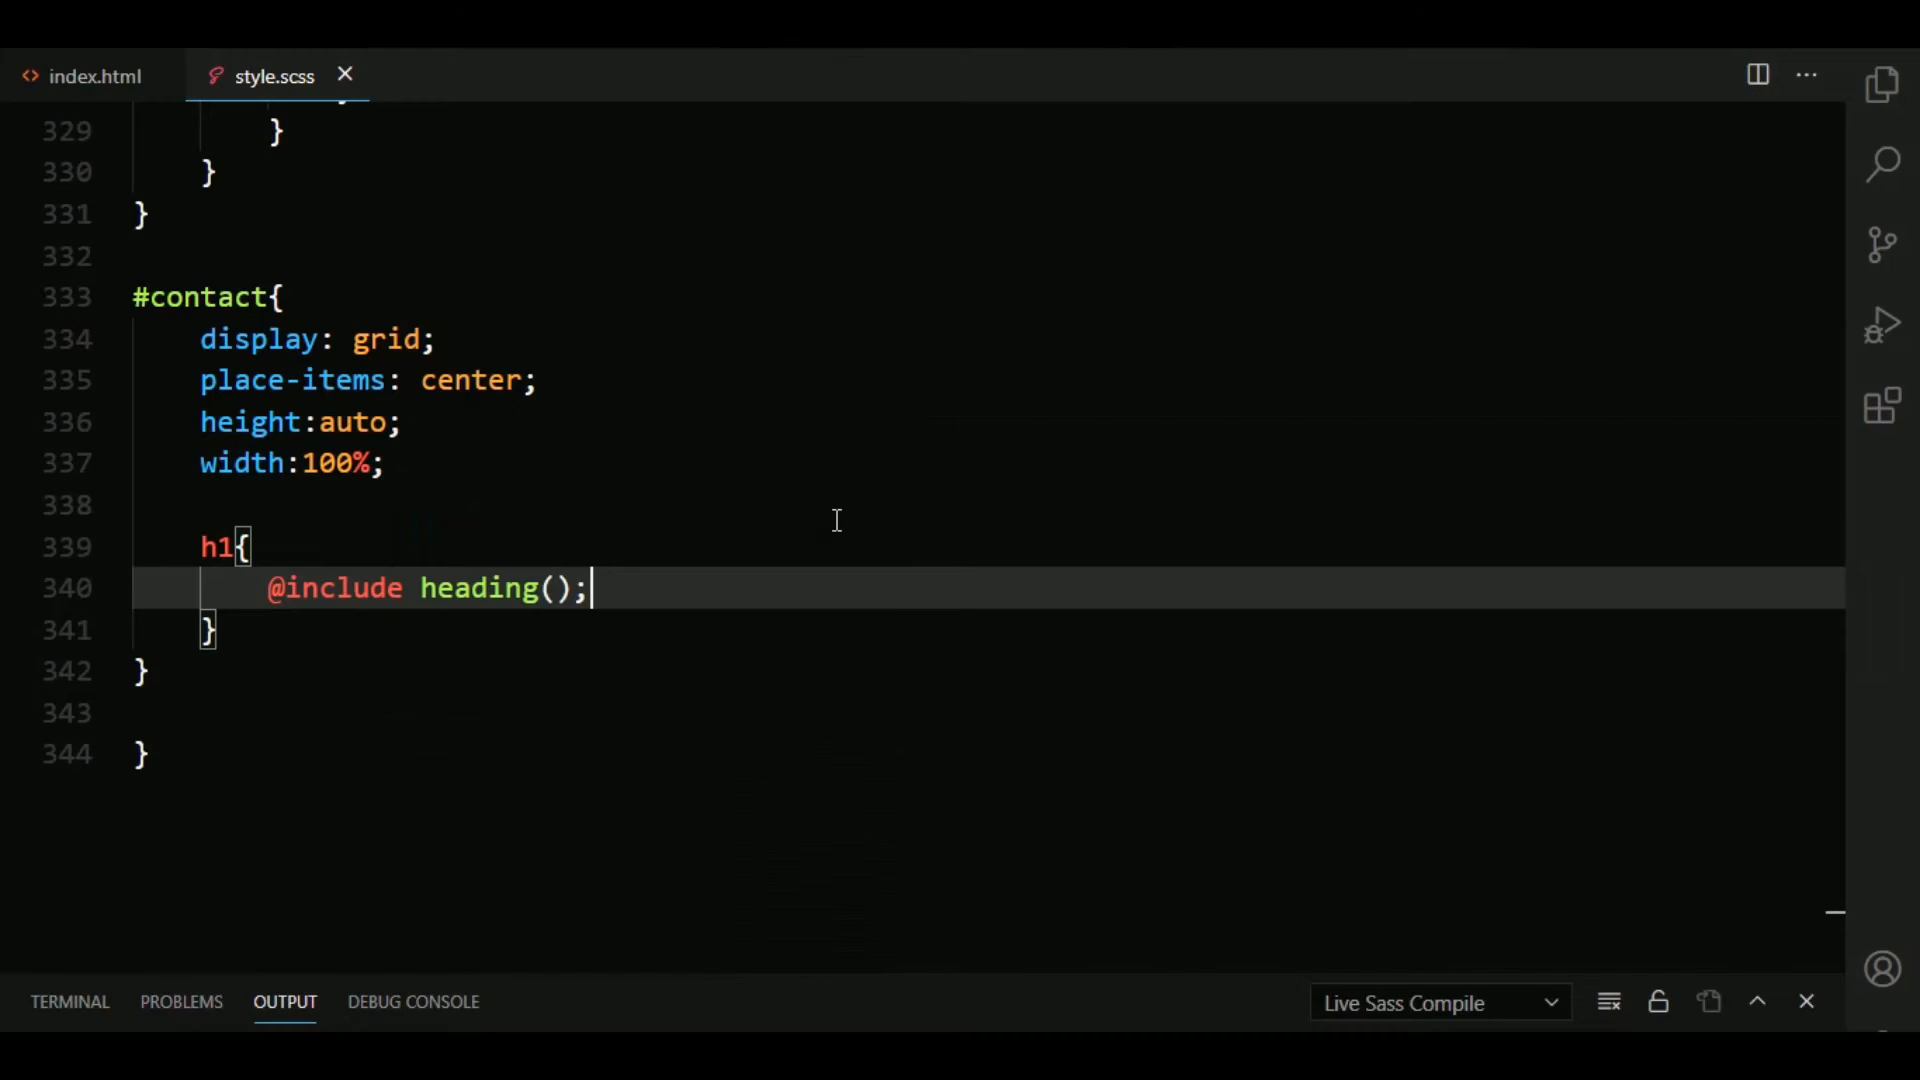 index.html
style.scss
329 }
330 }
331 }
332
333 #contact{
334 display: grid;
335 place-items: center;
336 height:auto;
337 width:100%;
338
339 h1{
340 @include heading();
341 }
342 }
343
344 }
TERMINAL PROBLEMS OUTPUT DEBUG CONSOLE Live Sass Compile